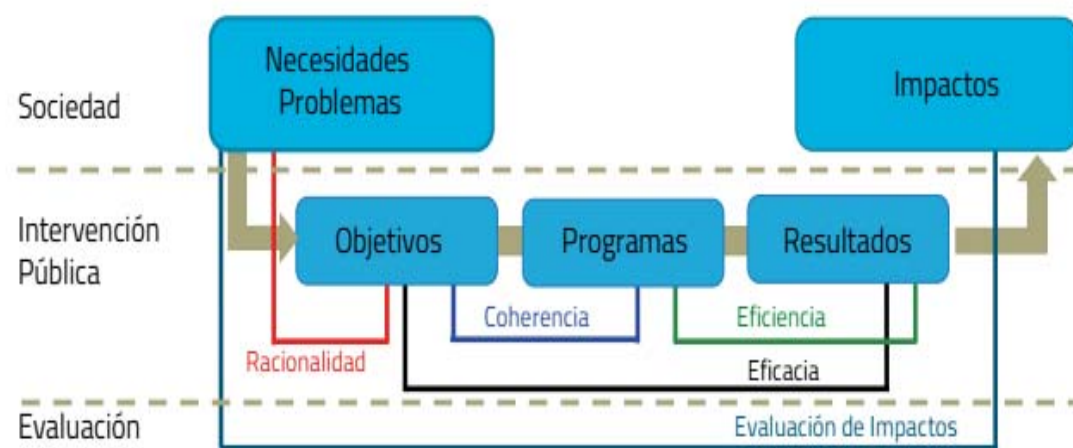 Necesidades
Problemas
Impactos
Sociedad
Intervención
Pública
Objetivos
Programas
Resultados
Coherencia
Eficiencia
Racionalidad
Eficacia
Evaluación
Evaluación de Impactos